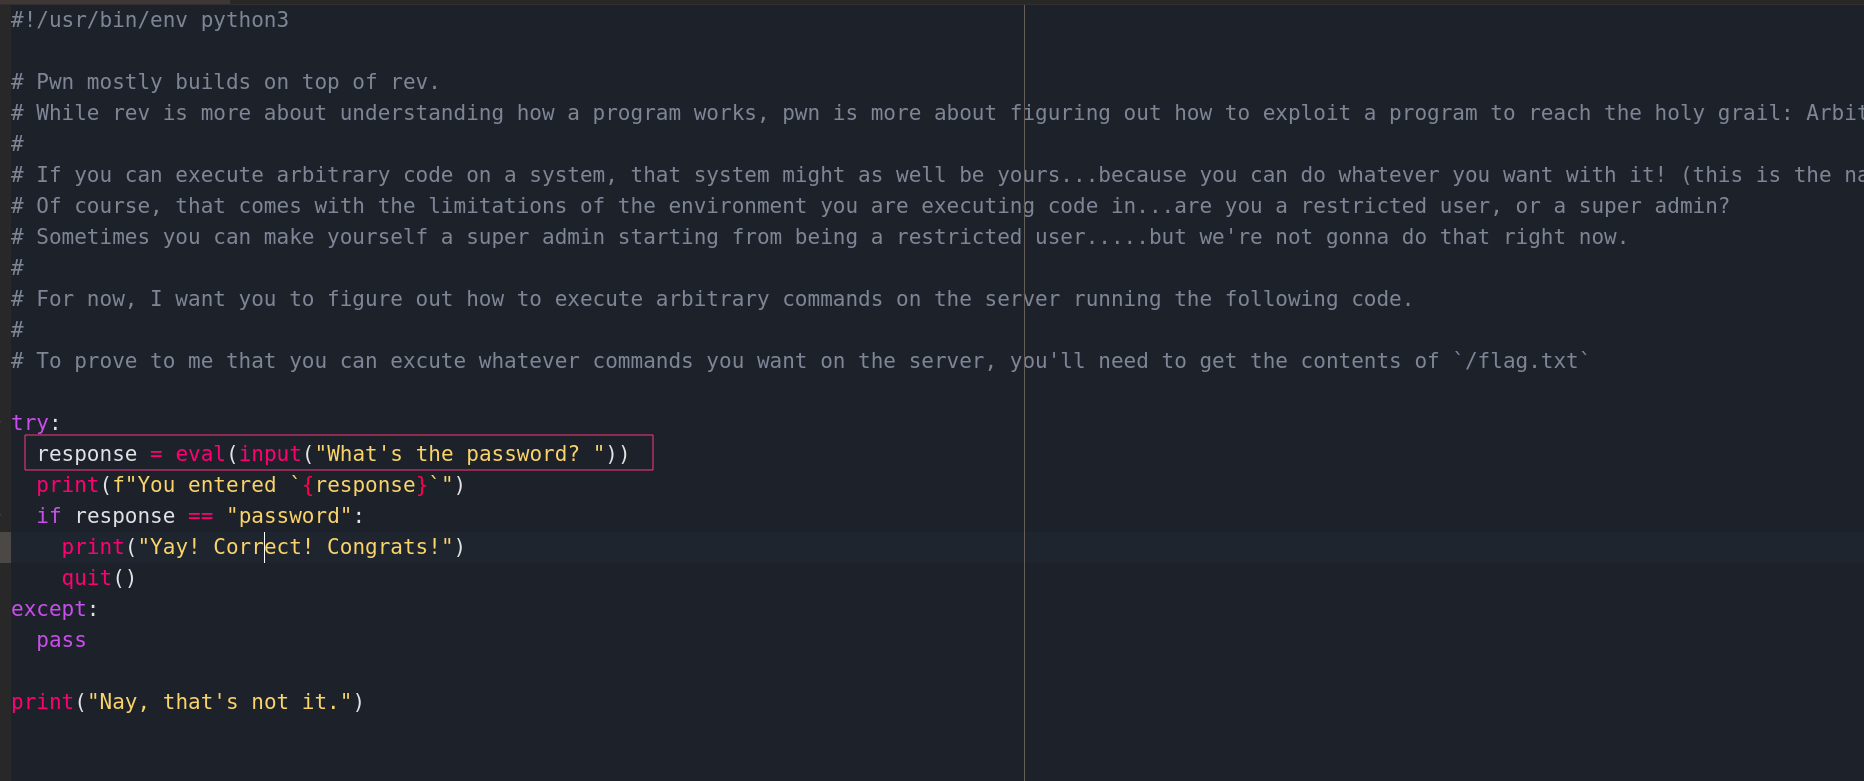 #!/usr/bin/env python3
# Pwn mostly builds on top of rev.
# While rev is more about understanding how a program works, pwn is more about figuring out how to exploit a program to reach the holy grail: Arbit
#
# If you can execute arbitrary code on a system, that system might as well be yours...because you can do whatever you want with it! (this is the na
# Of course, that comes with the limitations of the environment you are executing code in...are you a restricted user, or a super admin?
# Sometimes you can make yourself a super admin starting from being a restricted user.....but we're not gonna do that right now.
#
# For now, I want you to figure out how to execute arbitrary commands on the server running the following code.
#
# To prove to me that you can excute whatever commands you want on the server, you'll need to get the contents of `/flag.txt`
try:
  response = eval(input("What's the password? "))
  print(f"You entered `{response}`")
  if response == "password":
    print("Yay! Correct! Congrats!")
    quit()
except:
  pass
print("Nay, that's not it.")